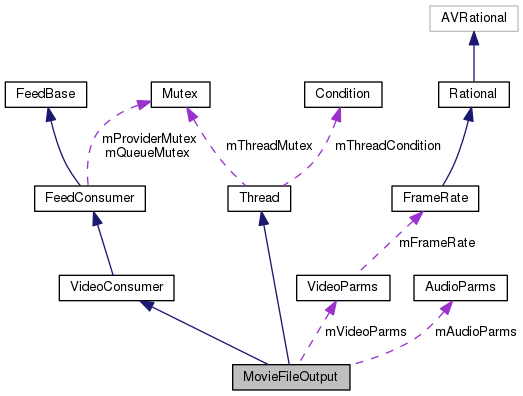 AVRational
FeedBase
Mutex
Condition
Rational
mProviderMutex
mQueueMutex
mThreadMutex
mThreadCondition
FeedConsumer
Thread
FrameRate
mFrameRate
VideoConsumer
VideoParms
AudioParms
mVideoParms
mAudioParms
MovieFileOutput